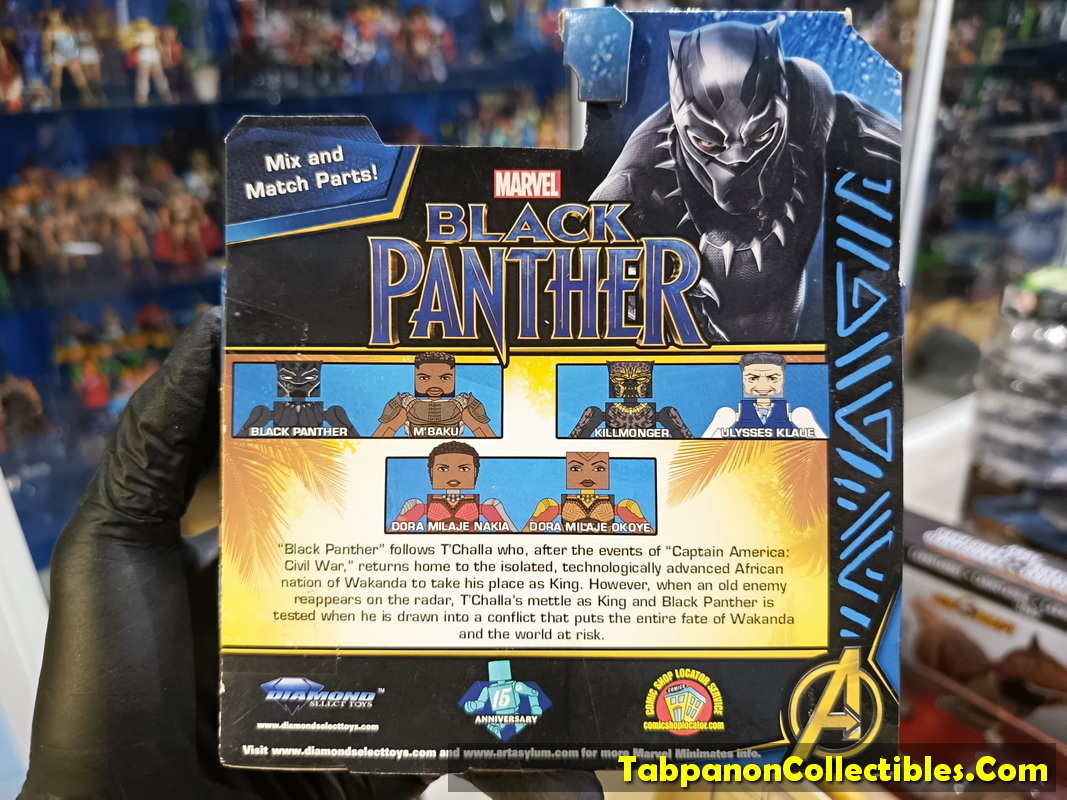 Mix and
Match Parts!
MARVEL
BLACK
PANTHER
BLACK PANTHER
M'BAKU
KILLMONGER
ULYSSES KLAUE
DORA MILAJE NAKIA
DORA MILAJE OKOYE
"Black Panther" follows T'Challa who, after the events of "Captain America:
Civil War," returns home to the isolated, technologically advanced African
nation of Wakanda to take his place as King. However, when an old enemy
reappears on the radar, T'Challa's mettle as King and Black Panther is
tested when he is drawn into a conflict that puts the entire fate of Wakanda
and the world at risk.
DIAMOND™
SELECT TOYS
www.diamondselecttoys.com
15
ANNIVERSARY
COMIC SHOP LOCATOR SERVICE
COMICS
comicshoplocator.com
A
Visit www.diamondselecttoys.com and www.artasylum.com for more Marvel Minimates info.
TabpanonCollectibles.Com